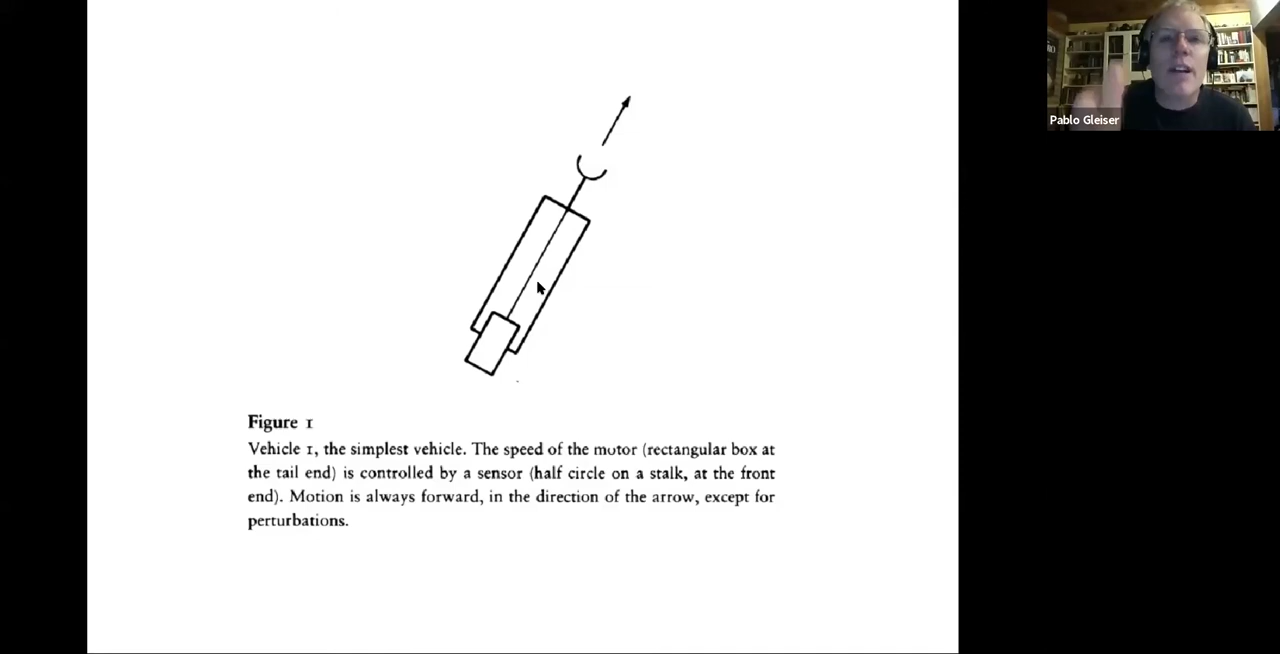 Pablo Gleiser
Figure 1
Vehicle 1, the simplest vehicle. The speed of the motor (rectangular box at
the tail end) is controlled by a sensor (half circle on a stalk, at the front
end). Motion is always forward, in the direction of the arrow, except for
perturbations.